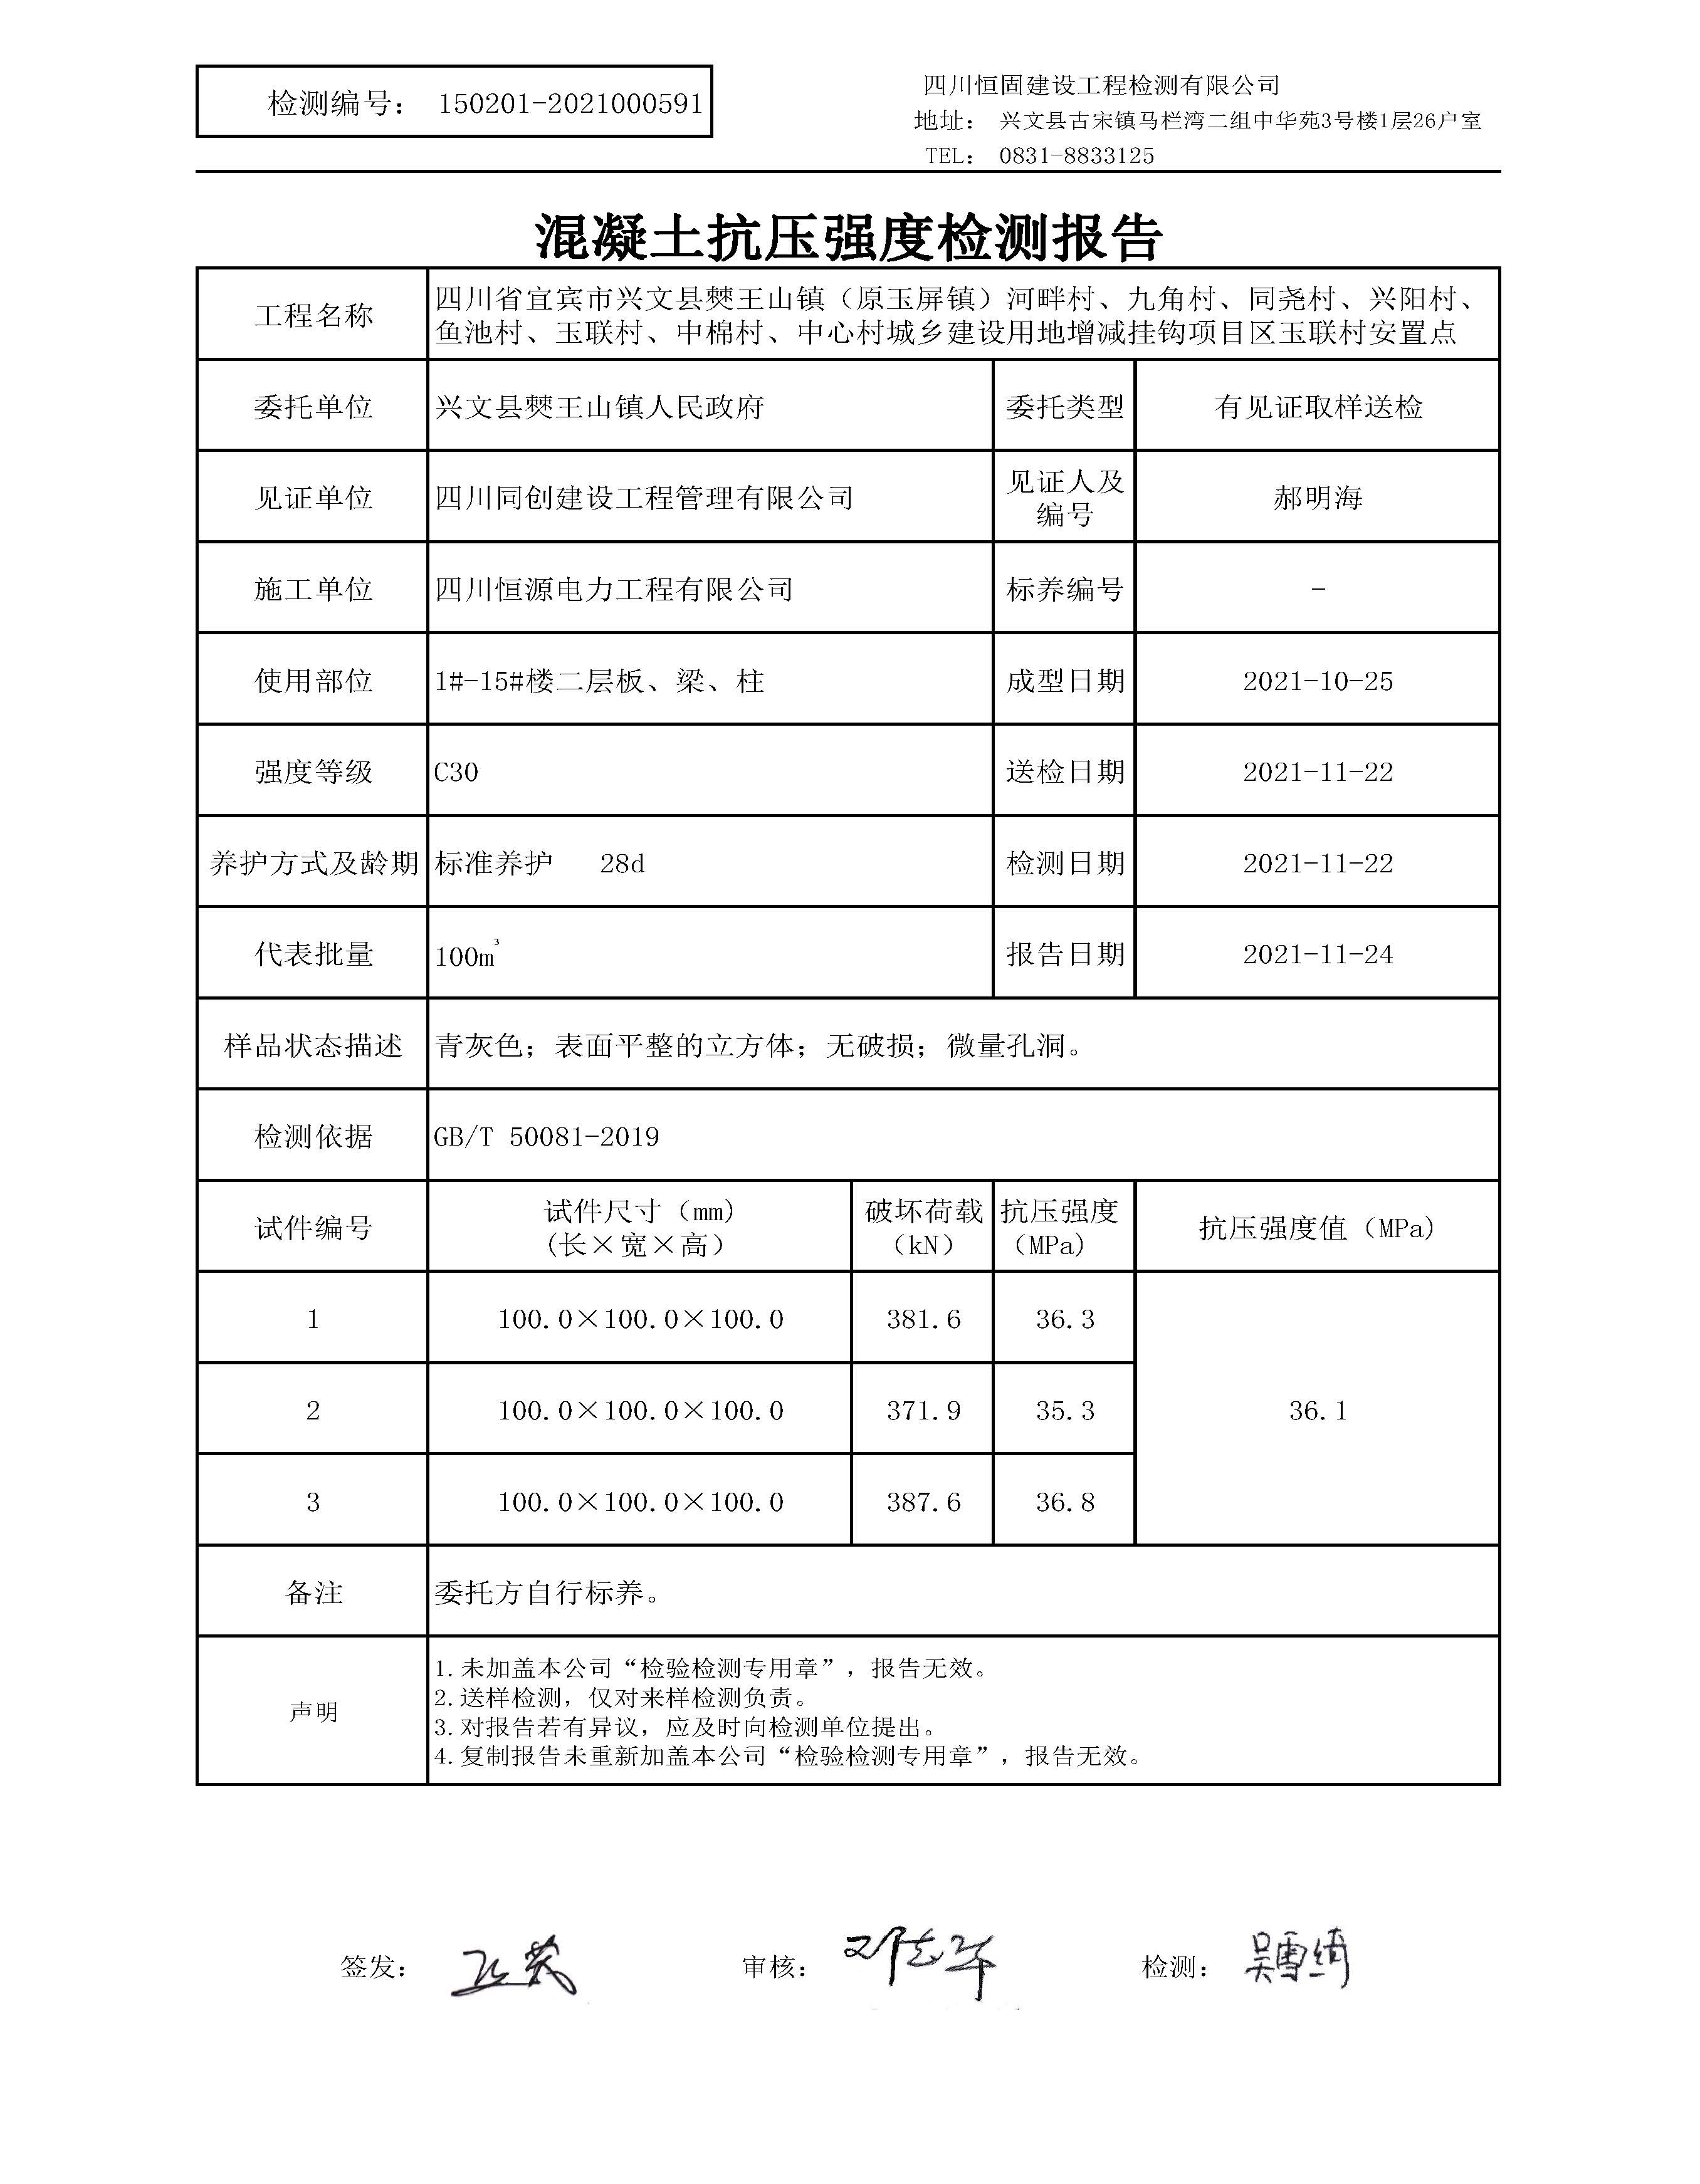 检测编号： 150201-2021000591
四川恒固建设工程检测有限公司
地址： 兴文县古宋镇马栏湾二组中华苑3号楼1层26户室
TEL： 0831-8833125
混凝土抗压强度检测报告
工程名称
四川省宜宾市兴文县僰王山镇（原玉屏镇）河畔村、九角村、同尧村、兴阳村、
鱼池村、玉联村、中棉村、中心村城乡建设用地增减挂钩项目区玉联村安置点
委托单位 兴文县僰王山镇人民政府 委托类型 有见证取样送检
见证单位 四川同创建设工程管理有限公司 见证人及
编号 郝明海
施工单位 四川恒源电力工程有限公司 标养编号 -
使用部位 1#-15#楼二层板、梁、柱 成型日期 2021-10-25
强度等级 C30 送检日期 2021-11-22
养护方式及龄期 标准养护 28d 检测日期 2021-11-22
代表批量 100m³ 报告日期 2021-11-24
样品状态描述 青灰色；表面平整的立方体；无破损；微量孔洞。
检测依据 GB/T 50081-2019
试件编号 试件尺寸（mm）
(长×宽×高） 破坏荷载
（kN） 抗压强度
（MPa) 抗压强度值（MPa)
1 100.0×100.0×100.0 381.6 36.3
2 100.0×100.0×100.0 371.9 35.3 36.1
3 100.0×100.0×100.0 387.6 36.8
备注 委托方自行标养。
声明
1.未加盖本公司“检验检测专用章”，报告无效。
2.送样检测，仅对来样检测负责。
3.对报告若有异议，应及时向检测单位提出。
4.复制报告未重新加盖本公司“检验检测专用章”，报告无效。
签发： 审核： 邓志军 检测： 吴雪绮